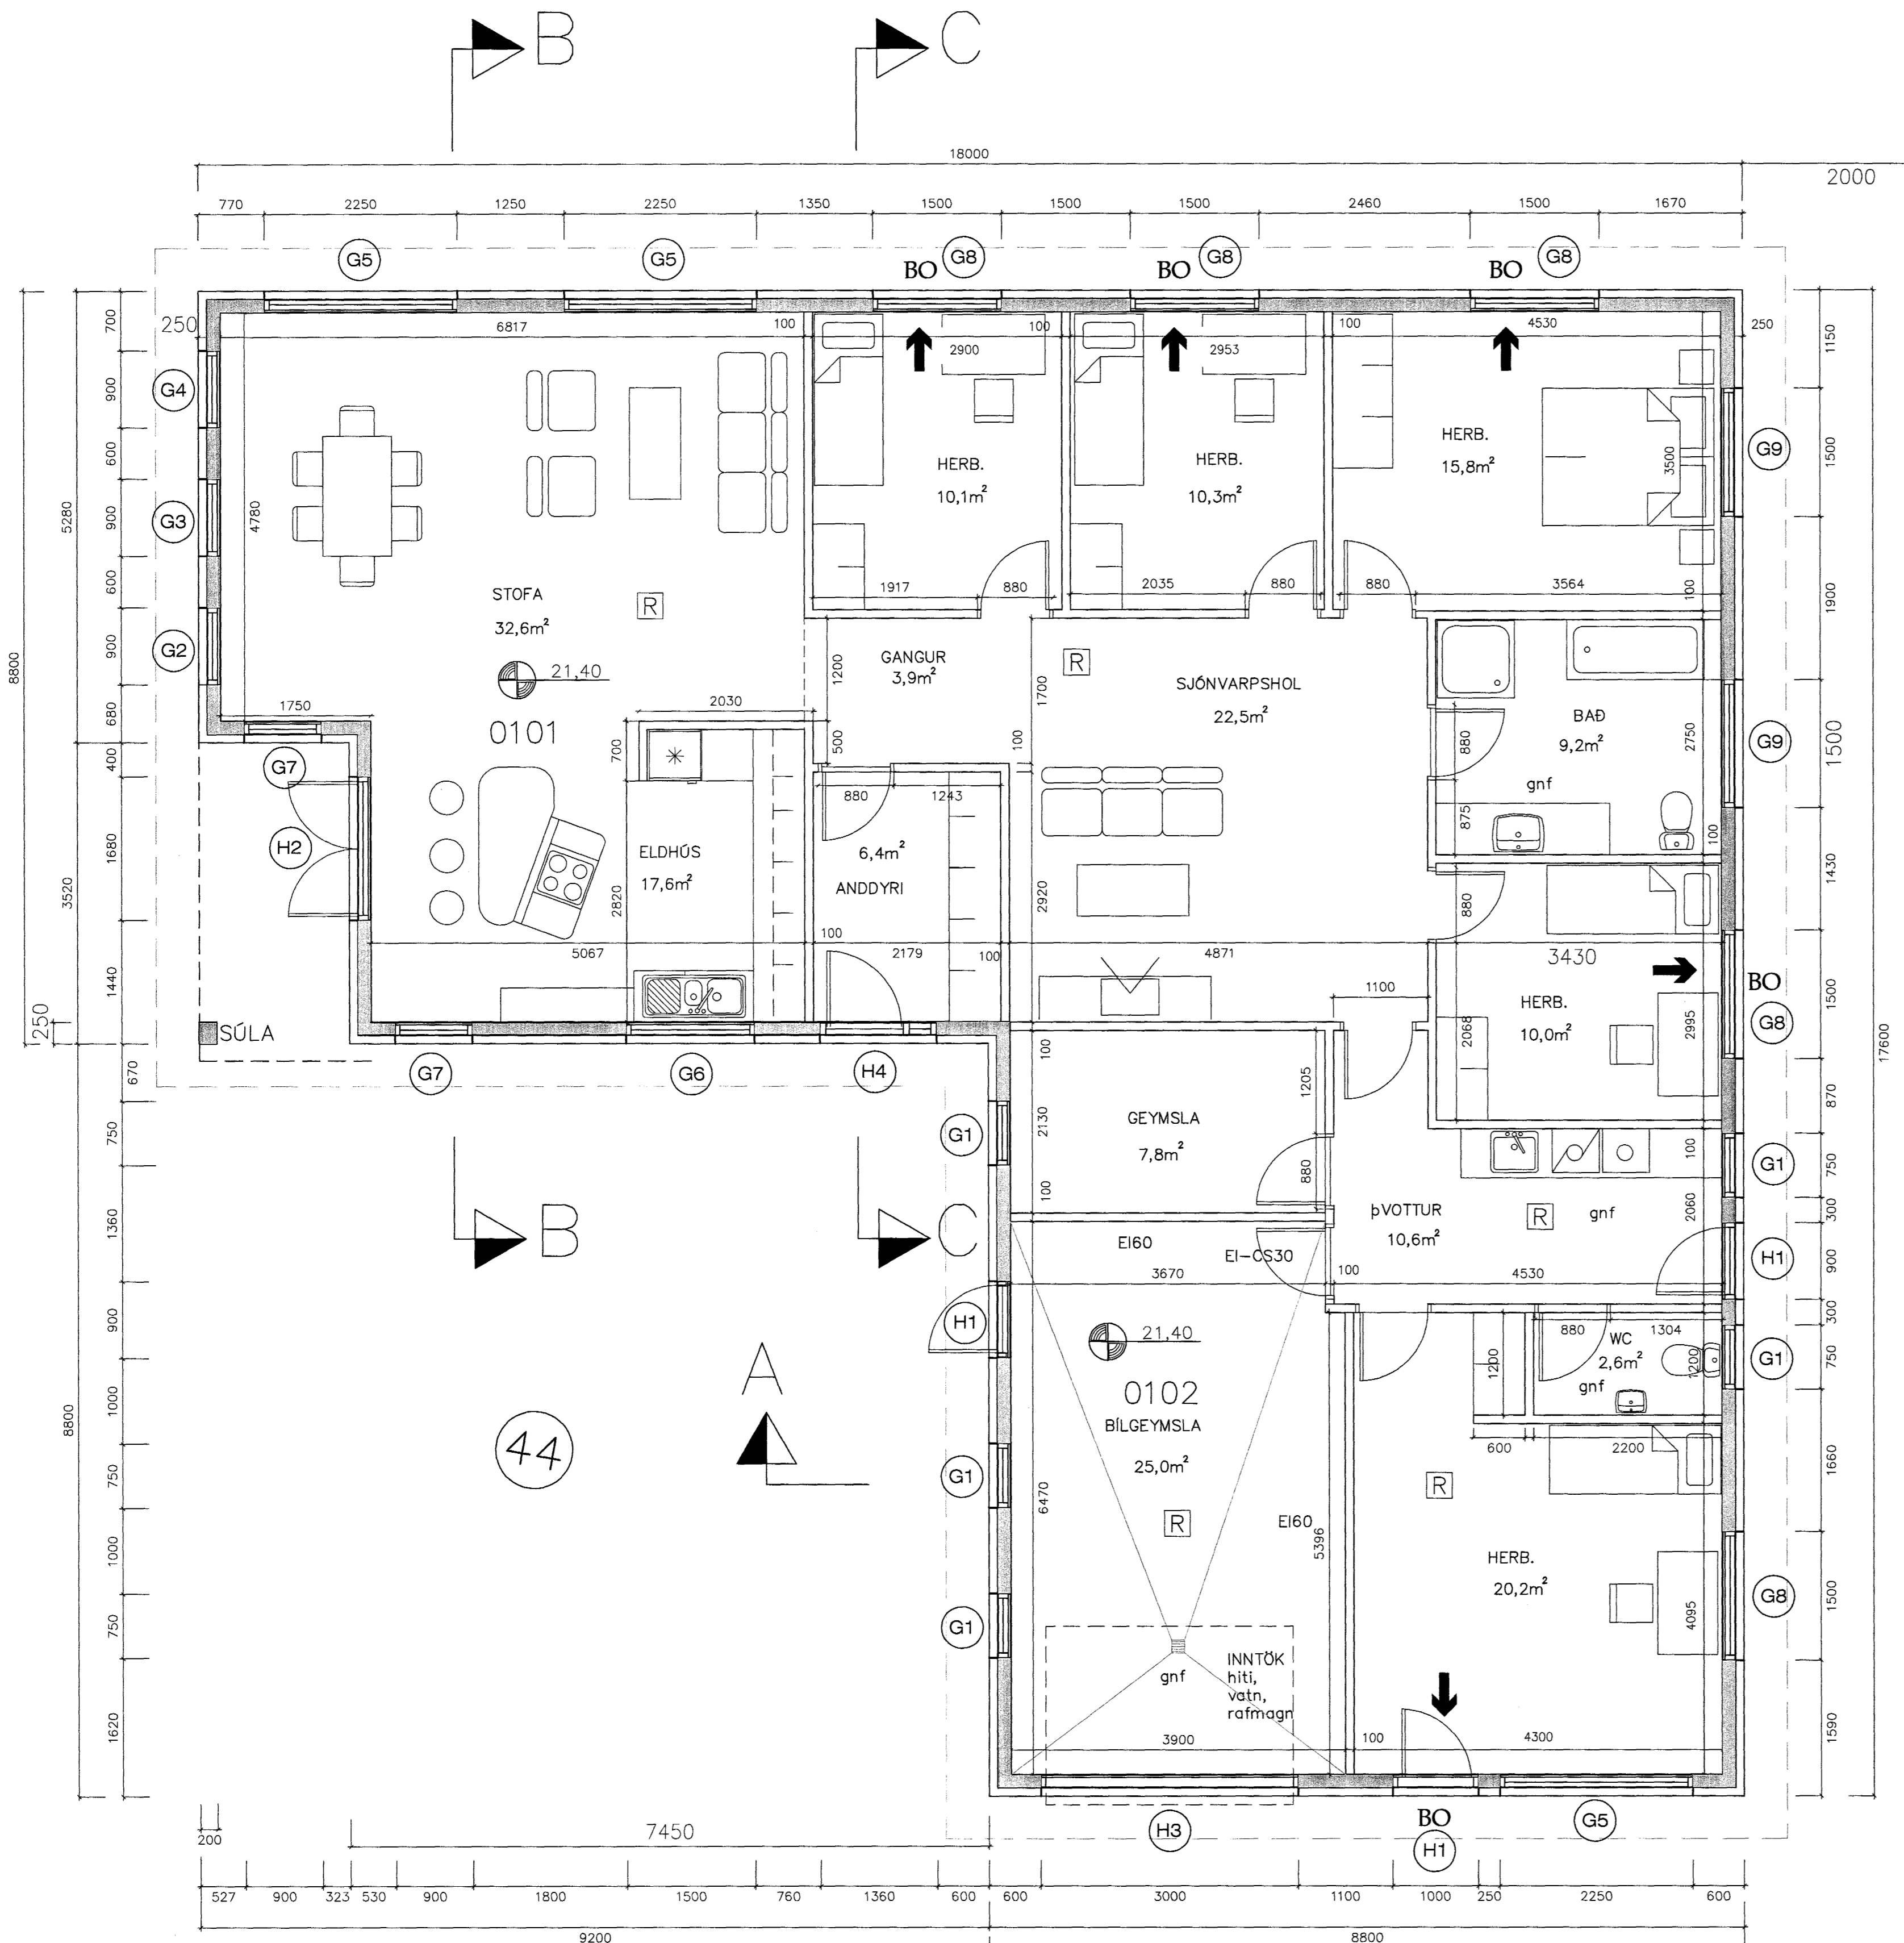 B C
18000
2000
770 2250 1250 2250 1350 1500 1500 1500 2460 1500 1670
G5 G5 BO G8 BO G8 BO G8
250 6817 100 2900 100 2953 100 4530 250
700
900
600
900
600
900
680
400
1680
1440
670
750
1360
900
1000
750
1000
750
1620
5280
3520
250
8800
8800
G4
G3
G2
G7
H2
4780
STOFA
32,6m²
R
21,40
0101
1750
2030
HERB.
10,1m²
1917 880
HERB.
10,3m²
2035 880
HERB.
15,8m²
3500
880 3564 100
GANGUR
3,9m²
1200
500
1700
100
R
SJÓNVARPSHOL
22,5m²
BAÐ
9,2m²
gnf
880
875
2750
100
700
2820
ELDHÚS
17,6m²
880 1243
6,4m²
ANDDYRI
2920
5067 100 2179 100 4871 3430
880
HERB.
10,0m²
2068
2995
1100
SÚLA
G7 G6 H4
G1
H1
G1
G1
100
2130
100
GEYMSLA
7,8m²
1205
880
ÞVOTTUR
10,6m²
R
gnf
100
2060
EI60
EI-CS30
3670 100 4530
21,40
0102
BÍLGEYMSLA
25,0m²
R
6470
EI60
5396
gnf
INNTÖK
hiti,
vatn,
rafmagn
3900 100 4300
880 1304
WC
2,6m²
gnf
1200
1200
600 2200
R
HERB.
20,2m²
4095
B C
A
44
G9
G9
BO
G8
G1
H1
G1
G8
1150
1500
1900
1500
1430
1500
870
750
300
900
300
750
1660
1500
1590
17600
H3 BO H1 G5
200 7450
527 900 323 530 900 1800 1500 760 1360 600 600 3000 1100 1000 250 2250 600
9200 8800